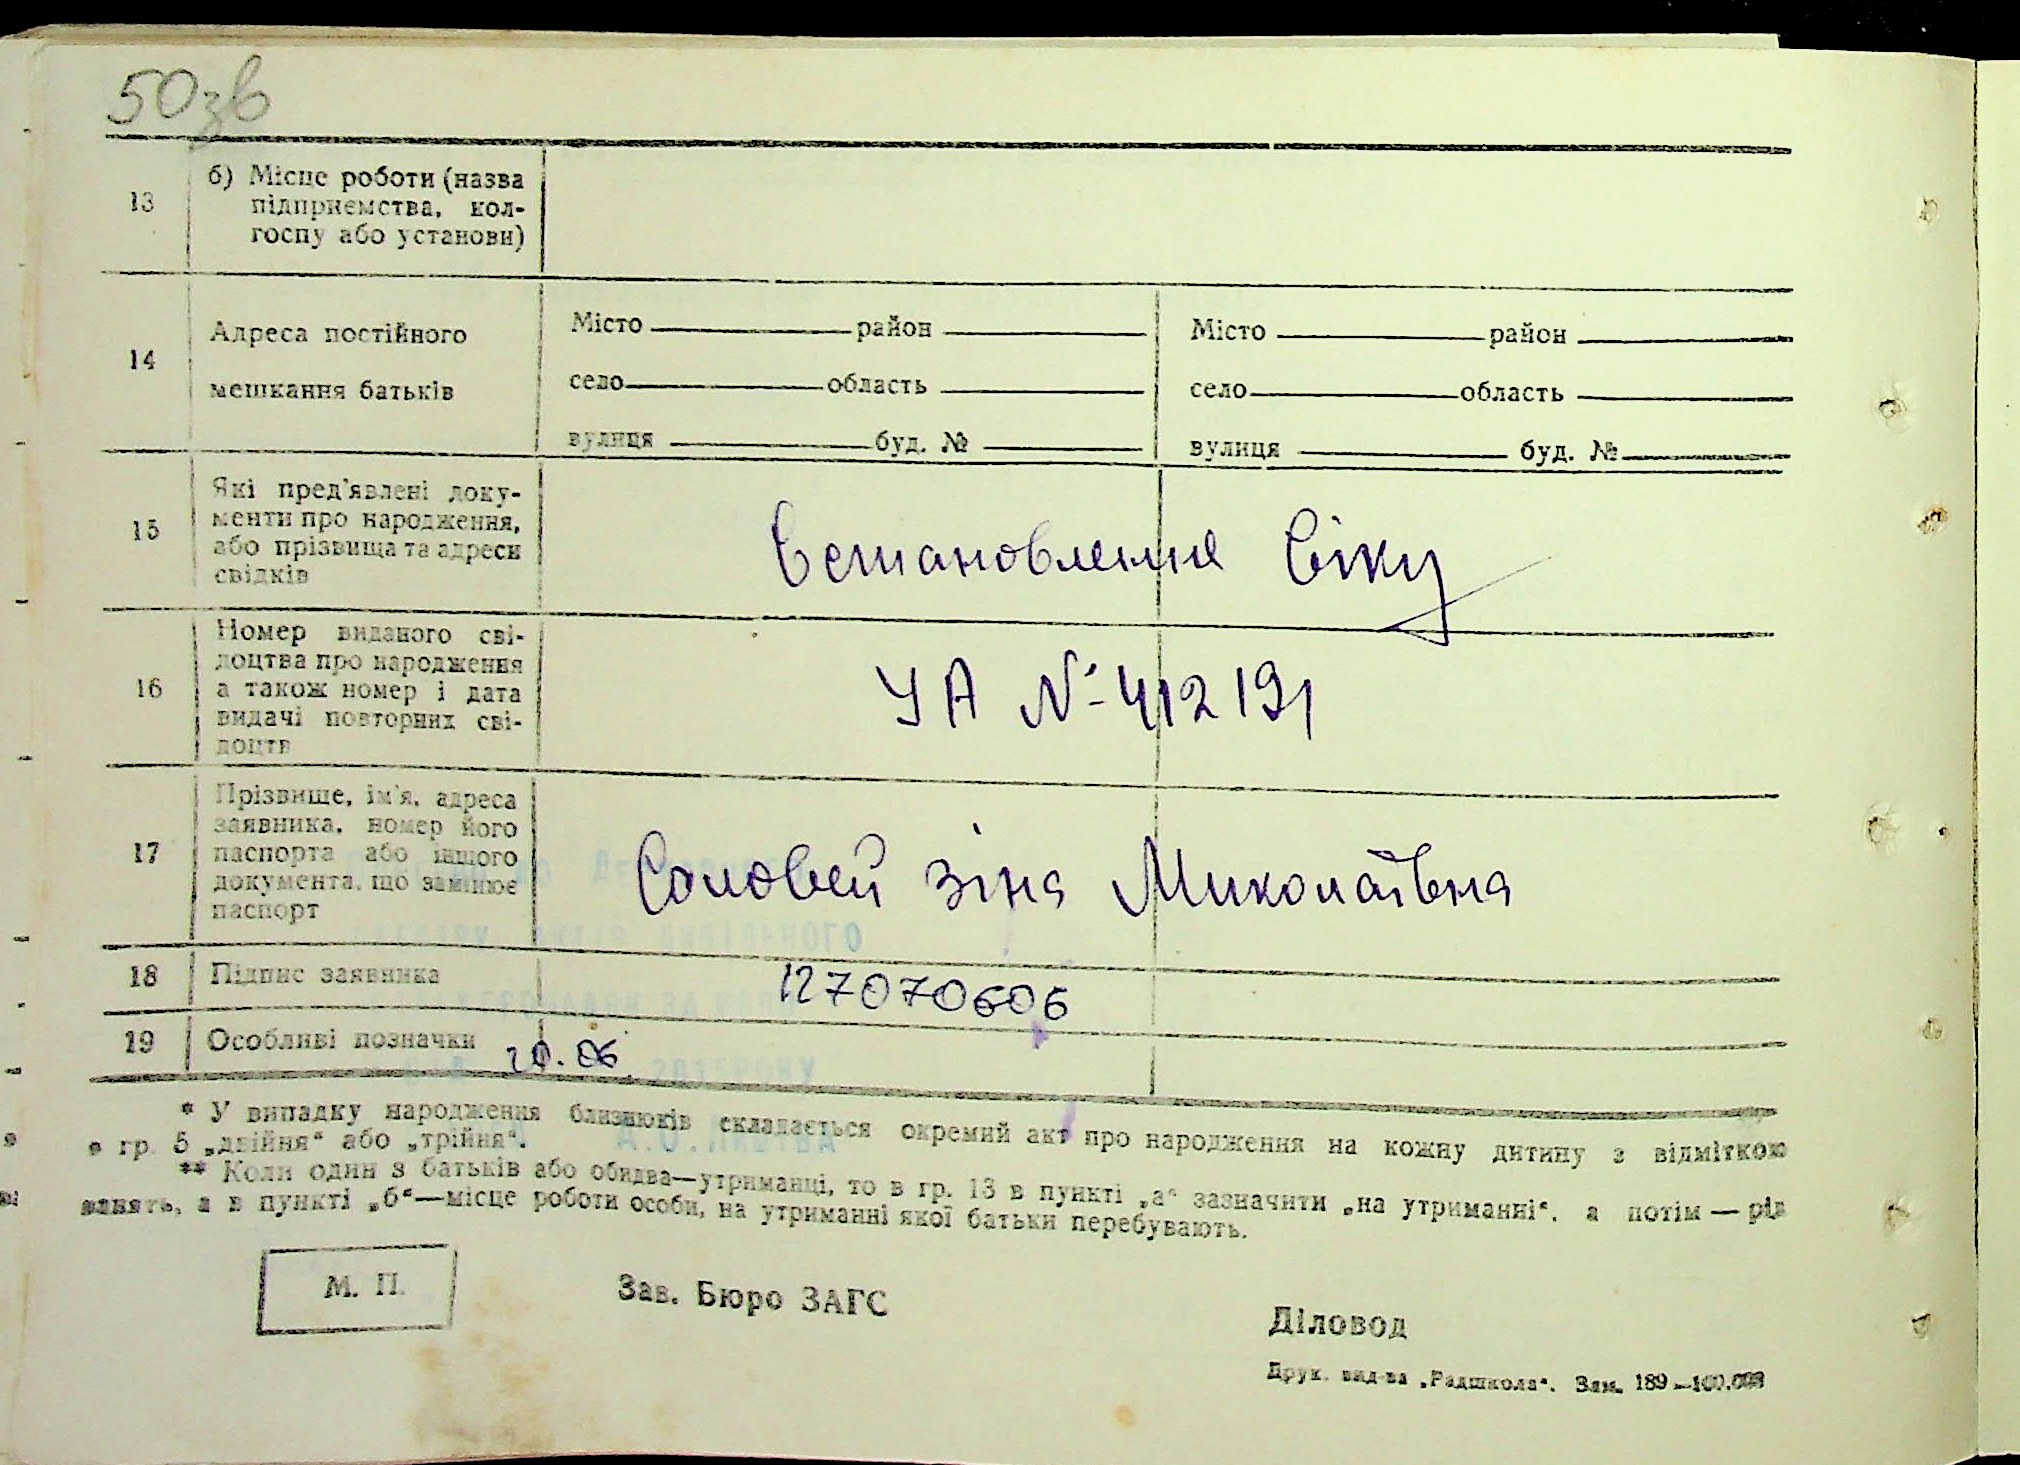 50зв
13
б) Місце роботи (назва
підприємства, кол-
госпу або установи)
14
Адреса постійного
мешкання батьків
Місто район
село область
вулиця буд. №
Місто район
село область
вулиця буд. №
15
Які пред'явлені доку-
менти про народження,
або прізвища та адреси
свідків
Встановлення віку
16
Номер виданого сві-
доцтва про народження
а також номер і дата
видачі повторних сві-
доцтв
УА № 412191
17
Прізвище, ім'я, адреса
заявника, номер його
паспорта або іншого
документа, що замінює
паспорт
Соловей Зіна Миколаївна
18
Підпис заявника
127070606
19
Особливі позначки
* У випадку народження близнюків складається окремий акт про народження на кожну дитину з відміткою
в гр. 5 „двійня“ або „трійня“.
** Коли один з батьків або обидва—утриманці, то в гр. 13 в пункті „а“ зазначити „на утриманні“, а потім — рід
занять, а в пункті „б“—місце роботи особи, на утриманні якої батьки перебувають.
М. П.
Зав. Бюро ЗАГС
Діловод
Друк. вид-ва „Радшкола“. Зам. 189—100.000